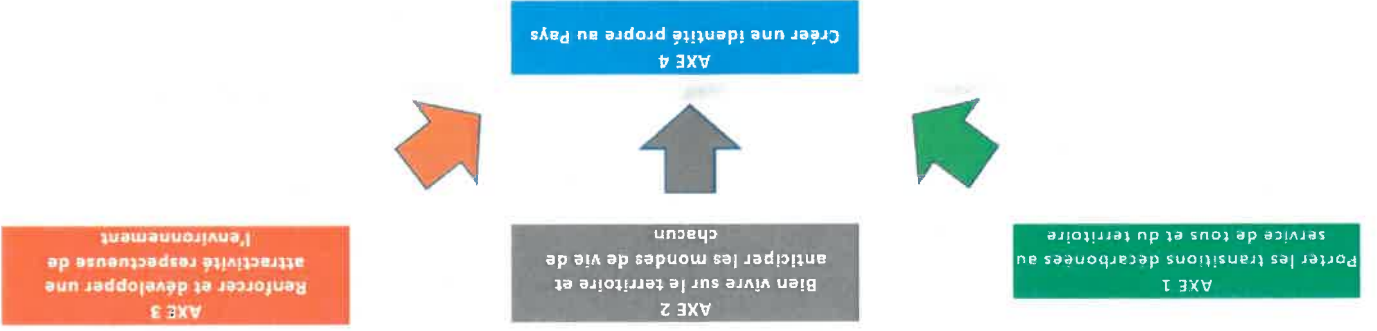 AXE 1
Porter les transitions décarbonées au
service de tous et du territoire
AXE 2
Bien vivre sur le territoire et
anticiper les mondes de vie de
chacun
AXE 3
Renforcer et développer une
attractivité respectueuse de
l'environnement
AXE 4
Créer une identité propre au Pays